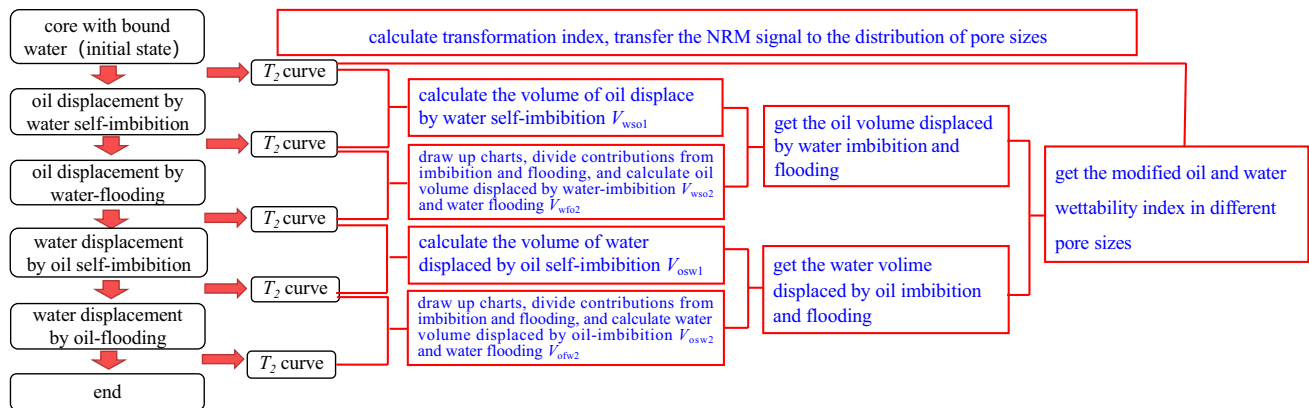 core with bound
water（initial state）
calculate transformation index, transfer the NRM signal to the distribution of pore sizes
T2 curve
oil displacement by
water self-imbibition
calculate the volume of oil displace
by water self-imbibition Vwso1
T2 curve
oil displacement by
water-flooding
draw up charts, divide contributions from
imbibition and flooding, and calculate oil
volume displaced by water-imbibition Vwso2
and water flooding Vwfo2
get the oil volume displaced
by water imbibition and
flooding
T2 curve
water displacement
by oil self-imbibition
calculate the volume of water
displaced by oil self-imbibition Vosw1
T2 curve
water displacement
by oil-flooding
draw up charts, divide contributions from
imbibition and flooding, and calculate water
volume displaced by oil-imbibition Vosw2
and water flooding Vofw2
get the water volime
displaced by oil imbibition
and flooding
get the modified oil and water
wettability index in different
pore sizes
T2 curve
end